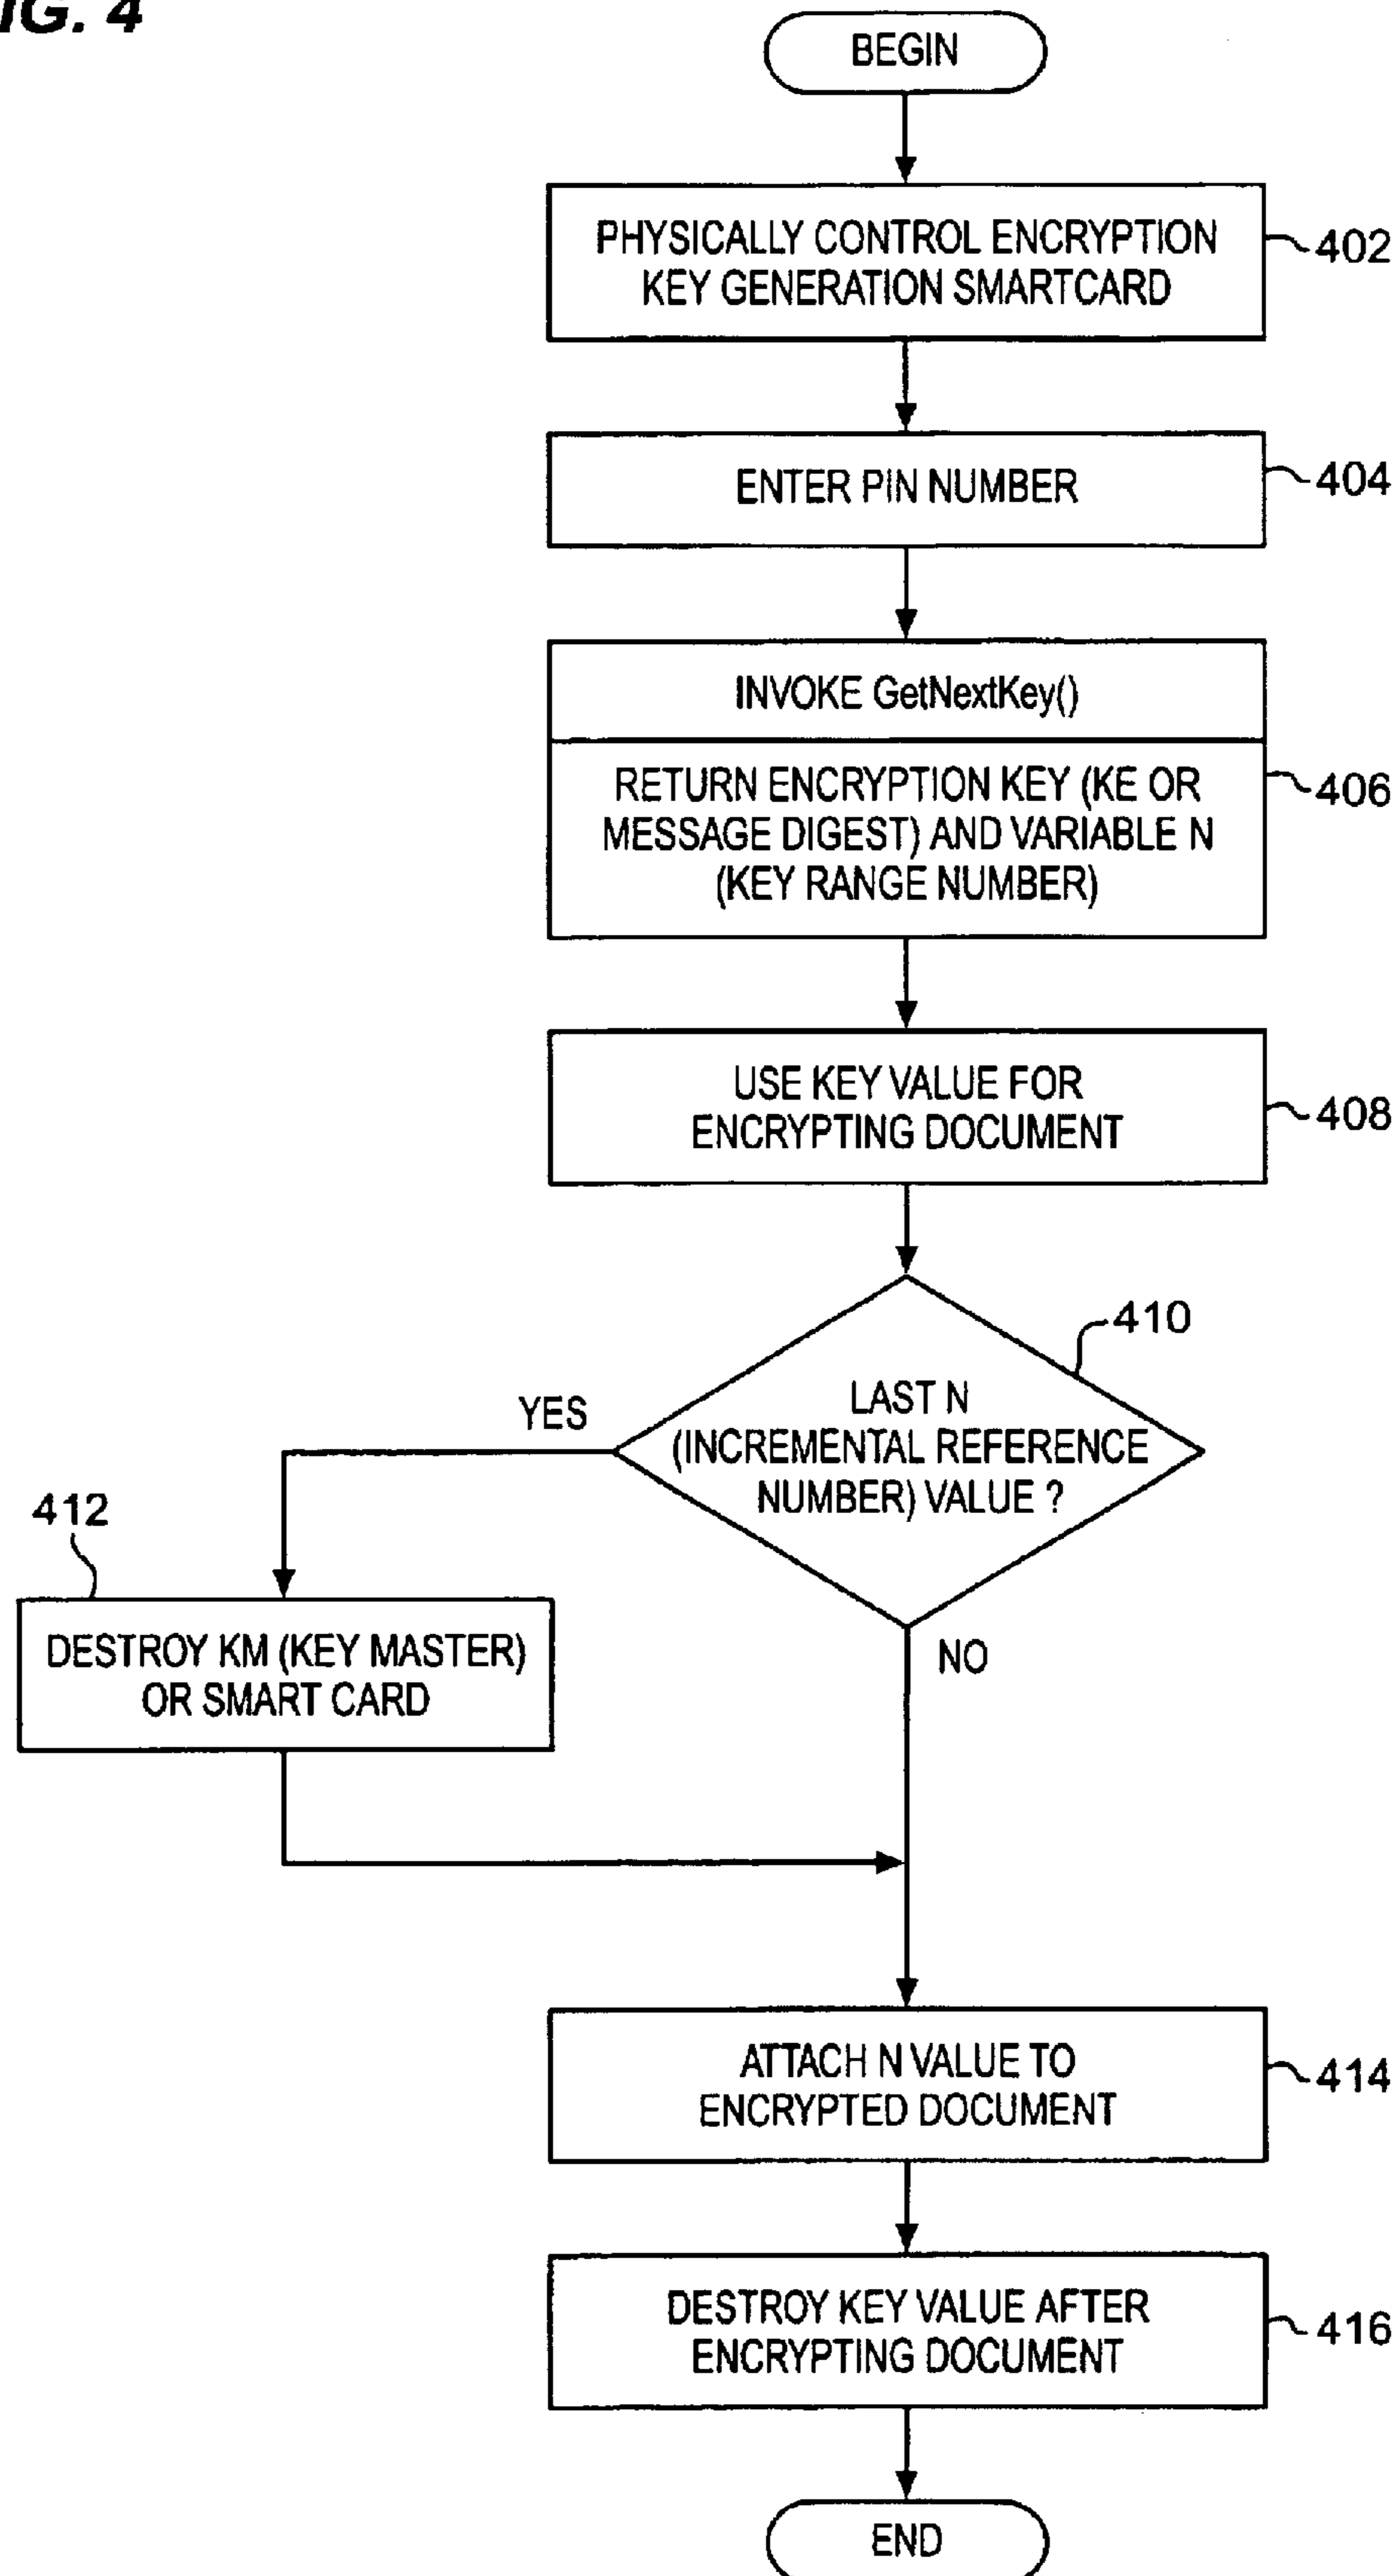 IG. 4
BEGIN
PHYSICALLY CONTROL ENCRYPTION
KEY GENERATION SMARTCARD
402
ENTER PIN NUMBER
404
INVOKE GetNextKey()
RETURN ENCRYPTION KEY (KE OR
MESSAGE DIGEST) AND VARIABLE N
(KEY RANGE NUMBER)
406
USE KEY VALUE FOR
ENCRYPTING DOCUMENT
408
410
LAST N
(INCREMENTAL REFERENCE
NUMBER) VALUE ?
YES
NO
412
DESTROY KM (KEY MASTER)
OR SMART CARD
ATTACH N VALUE TO
ENCRYPTED DOCUMENT
414
DESTROY KEY VALUE AFTER
ENCRYPTING DOCUMENT
416
END